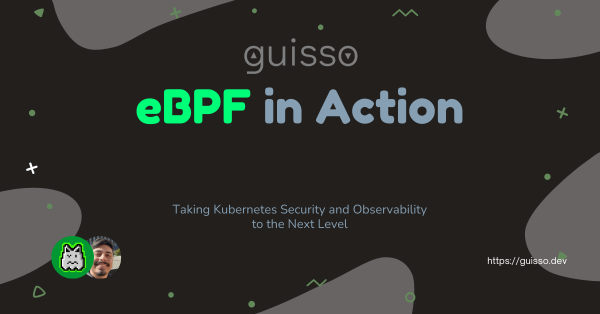 guisso
eBPF in Action
Taking Kubernetes Security and Observability
to the Next Level
https://guisso.dev